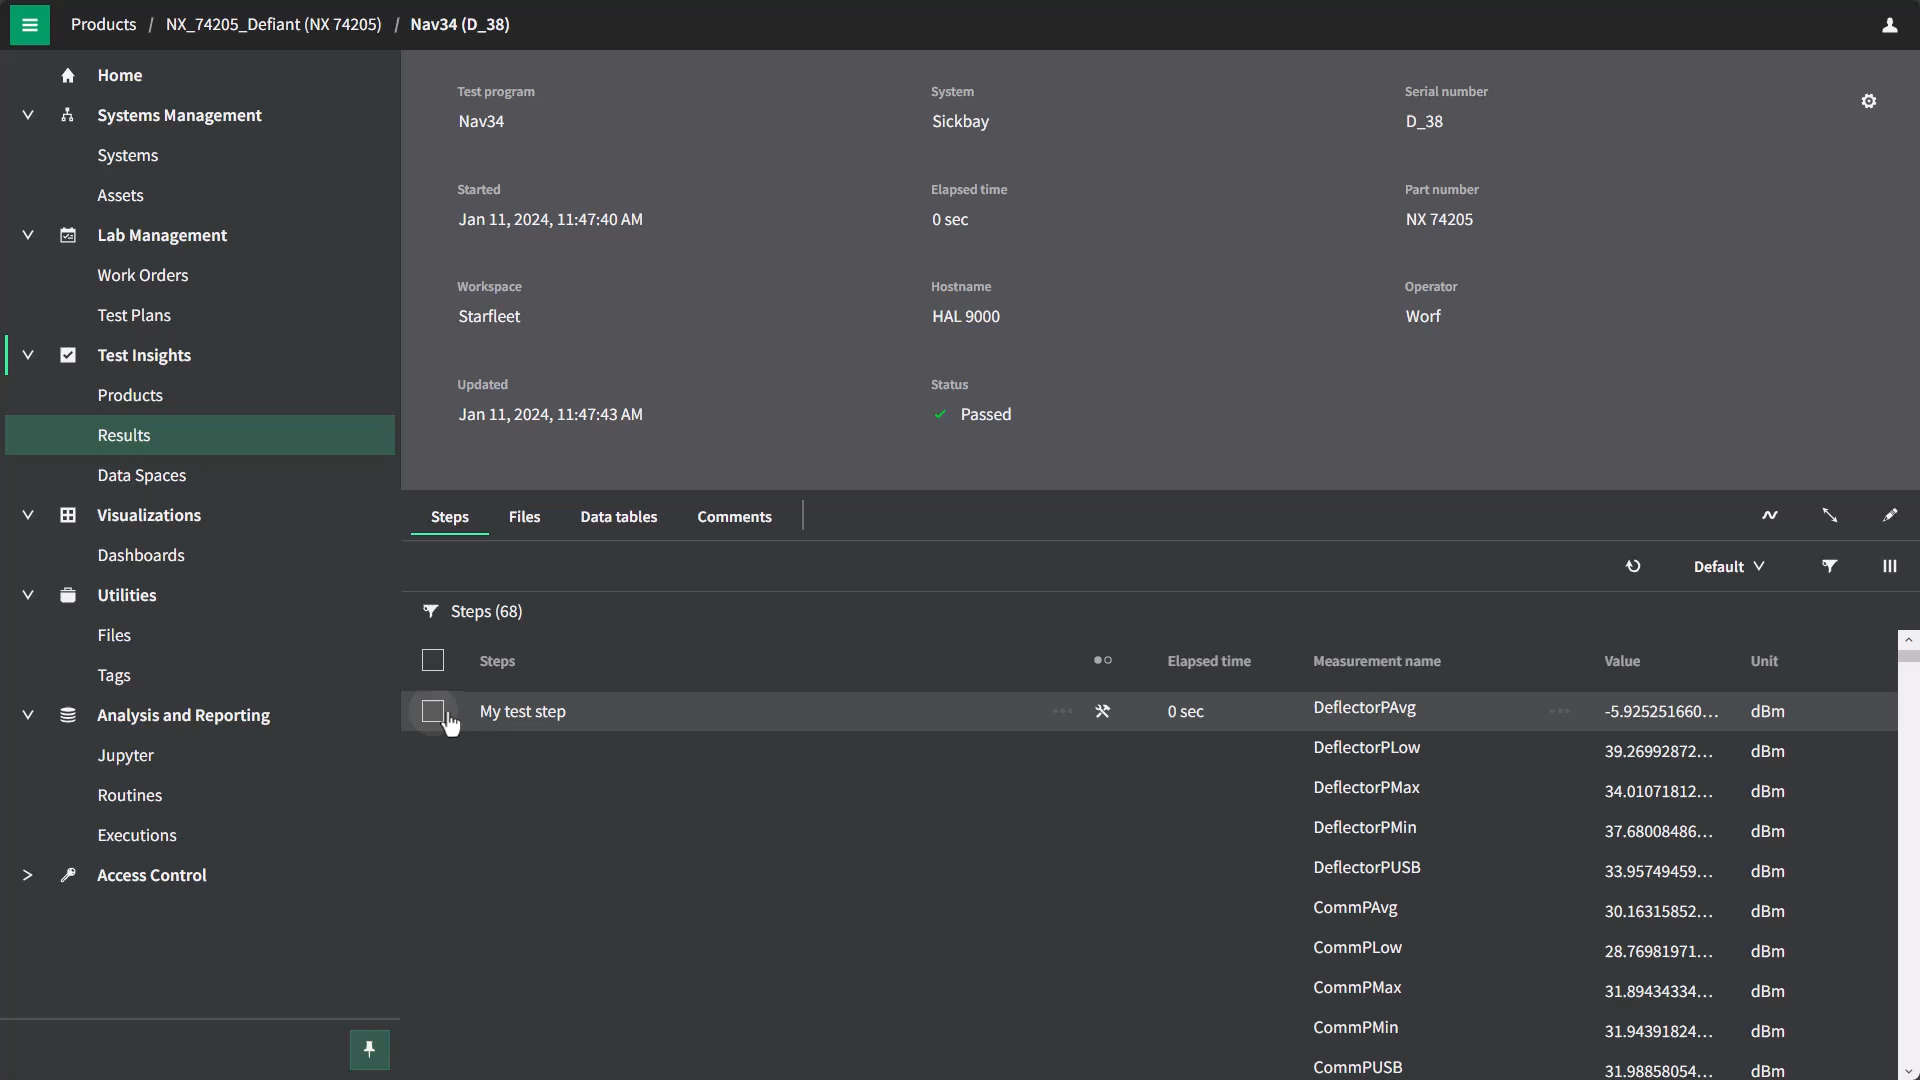 Products / NX_74205_Defiant (NX 74205) / Nav34 (D_38)
Home
Systems Management
Systems
Assets
Lab Management
Work Orders
Test Plans
Test Insights
Products
Results
Data Spaces
Visualizations
Dashboards
Utilities
Files
Tags
Analysis and Reporting
Jupyter
Routines
Executions
Access Control
Test program System Serial number
Nav34 Sickbay D_38
Started Elapsed time Part number
Jan 11, 2024, 11:47:40 AM 0 sec NX 74205
Workspace Hostname Operator
Starfleet HAL 9000 Worf
Updated Status
Jan 11, 2024, 11:47:43 AM Passed
Steps Files Data tables Comments
Default
Steps (68)
Steps Elapsed time Measurement name Value Unit
My test step 0 sec DeflectorPAvg -5.925251660... dBm
DeflectorPLow 39.26992872... dBm
DeflectorPMax 34.01071812... dBm
DeflectorPMin 37.68008486... dBm
DeflectorPUSB 33.95749459... dBm
CommPAvg 30.16315852... dBm
CommPLow 28.76981971... dBm
CommPMax 31.89434334... dBm
CommPMin 31.94391824... dBm
CommPUSB 31.98858054... dBm